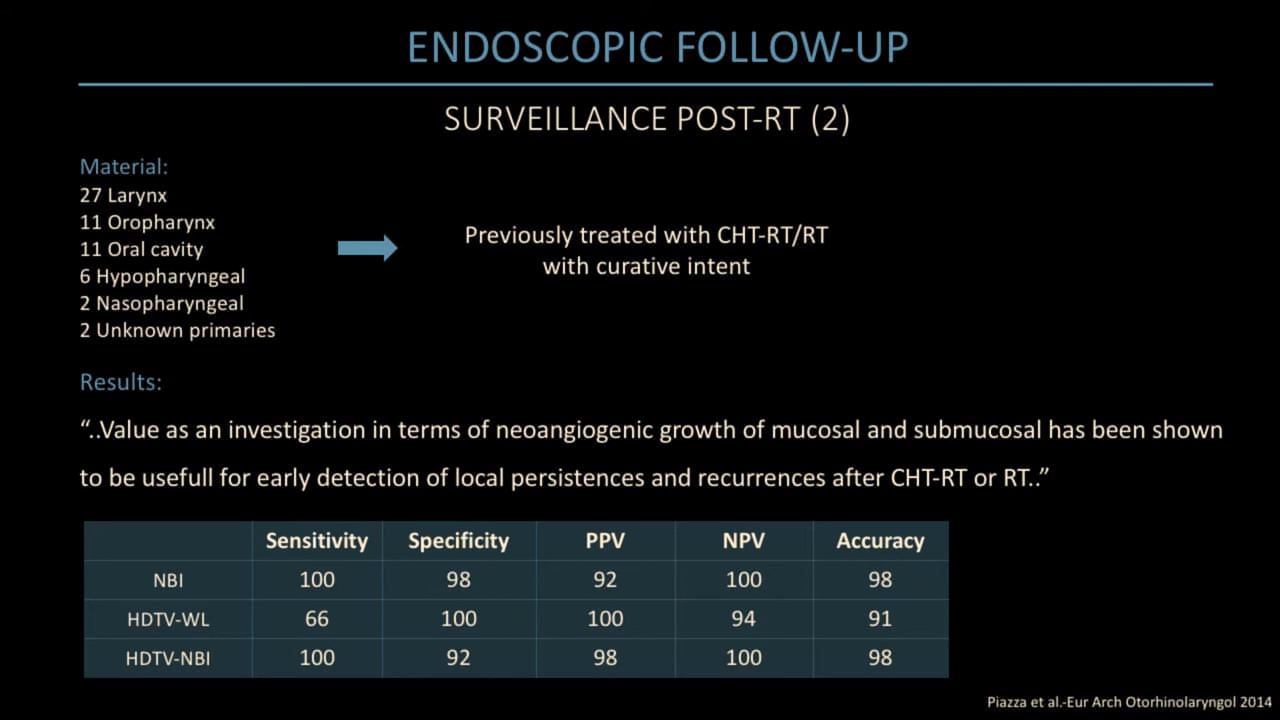 ENDOSCOPIC FOLLOW-UP
SURVEILLANCE POST-RT (2)
Material:
27 Larynx
11 Oropharynx
11 Oral cavity
6 Hypopharyngeal
2 Nasopharyngeal
2 Unknown primaries
Previously treated with CHT-RT/RT
with curative intent
Results:
“..Value as an investigation in terms of neoangiogenic growth of mucosal and submucosal has been shown
to be usefull for early detection of local persistences and recurrences after CHT-RT or RT..”
Sensitivity Specificity PPV NPV Accuracy
NBI 100 98 92 100 98
HDTV-WL 66 100 100 94 91
HDTV-NBI 100 92 98 100 98
Piazza et al.-Eur Arch Otorhinolaryngol 2014